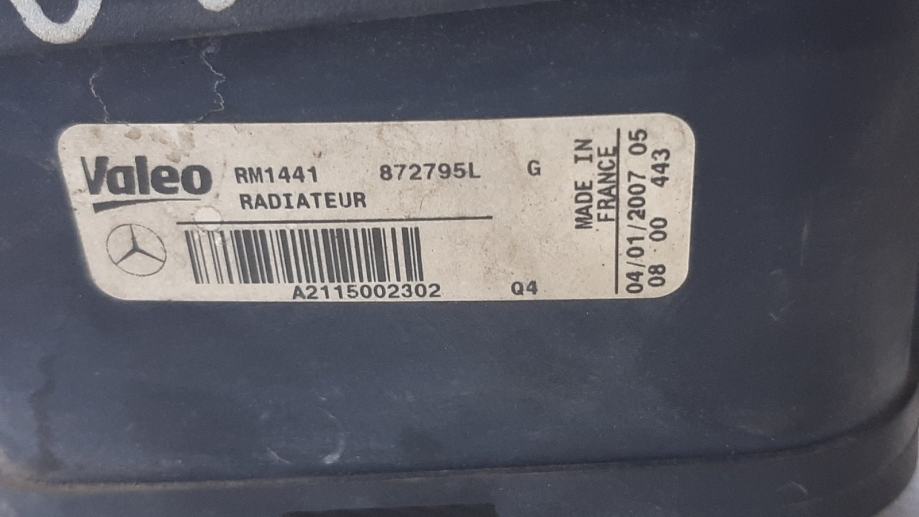 Valeo RM1441 872795L G
RADIATEUR
A2115002302 Q4
MADE IN
FRANCE
04/01/2007 05
08 00 443